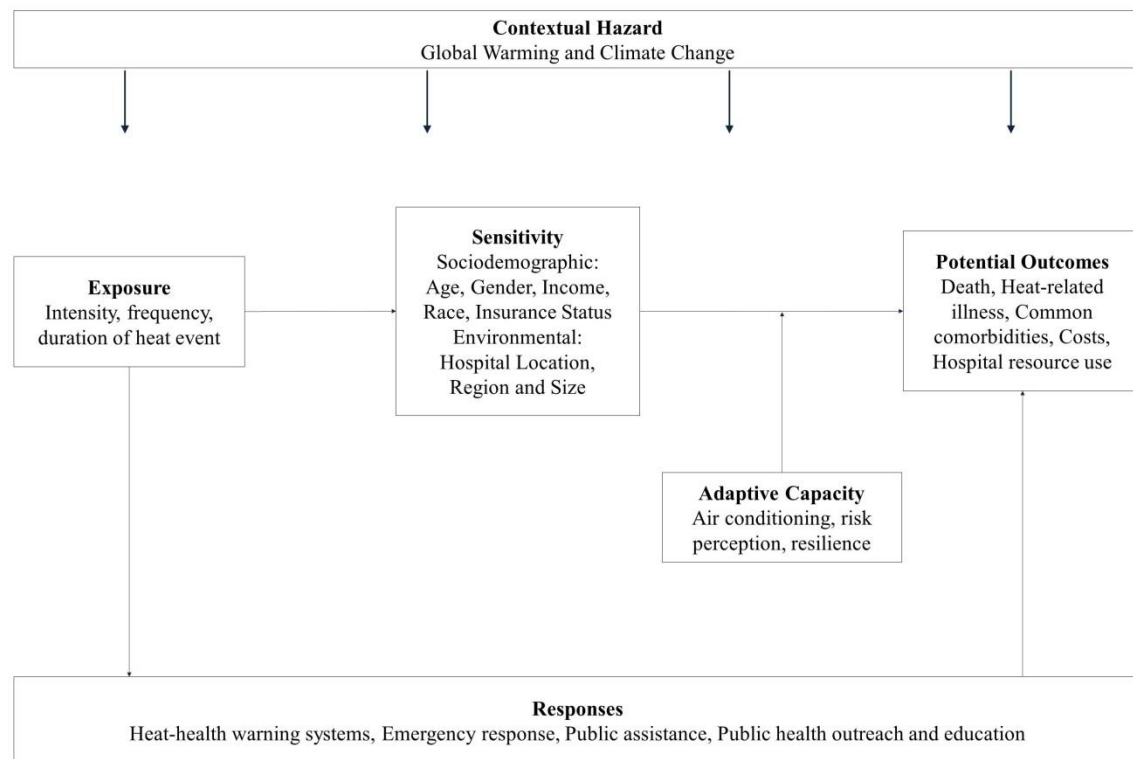 Contextual Hazard
Global Warming and Climate Change
Exposure
Intensity, frequency,
duration of heat event
Sensitivity
Sociodemographic:
Age, Gender, Income,
Race, Insurance Status
Environmental:
Hospital Location,
Region and Size
Potential Outcomes
Death, Heat-related
illness, Common
comorbidities, Costs,
Hospital resource use
Adaptive Capacity
Air conditioning, risk
perception, resilience
Responses
Heat-health warning systems, Emergency response, Public assistance, Public health outreach and education